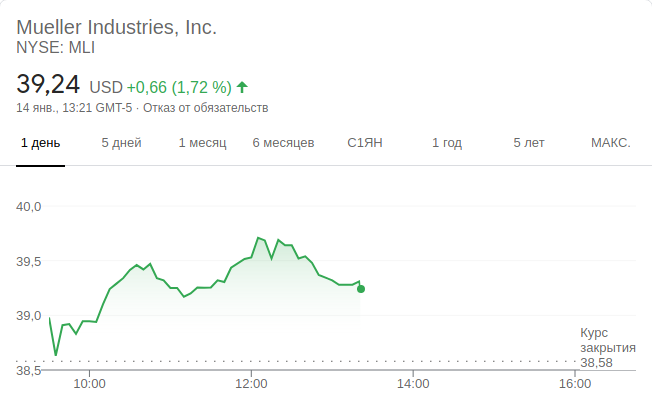 Mueller Industries, Inc.
NYSE: MLI
39,24 USD +0,66 (1,72 %)
14 янв., 13:21 GMT-5 · Отказ от обязательств
1 день 5 дней 1 месяц 6 месяцев С1ЯН 1 год 5 лет МАКС.
40,0
39,5
39,0
Курс
закрытия
38,58
38,5
10:00 12:00 14:00 16:00